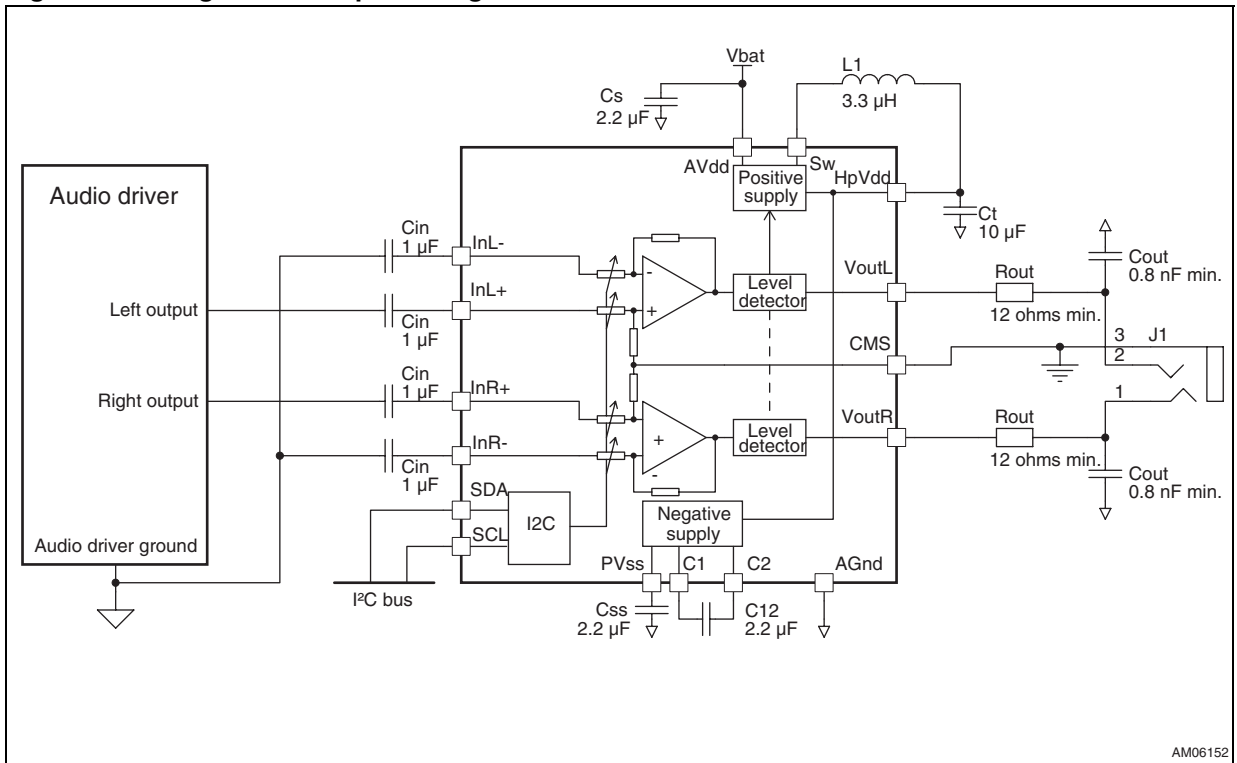 Vbat
L1
3.3 µH
Cs
2.2 µF
AVdd
Sw
HpVdd
Positive
supply
Ct
10 µF
Audio driver
Cin
1 µF
InL-
-
Level
detector
VoutL
Rout
12 ohms min.
Cout
0.8 nF min.
Left output
Cin
1 µF
InL+
+
CMS
3
J1
2
1
Right output
Cin
1 µF
InR+
+
Level
detector
VoutR
Rout
12 ohms min.
Cout
0.8 nF min.
Cin
1 µF
InR-
-
SDA
SCL
I2C
Negative
supply
Audio driver ground
I²C bus
PVss
C1
C2
AGnd
Css
2.2 µF
C12
2.2 µF
AM06152